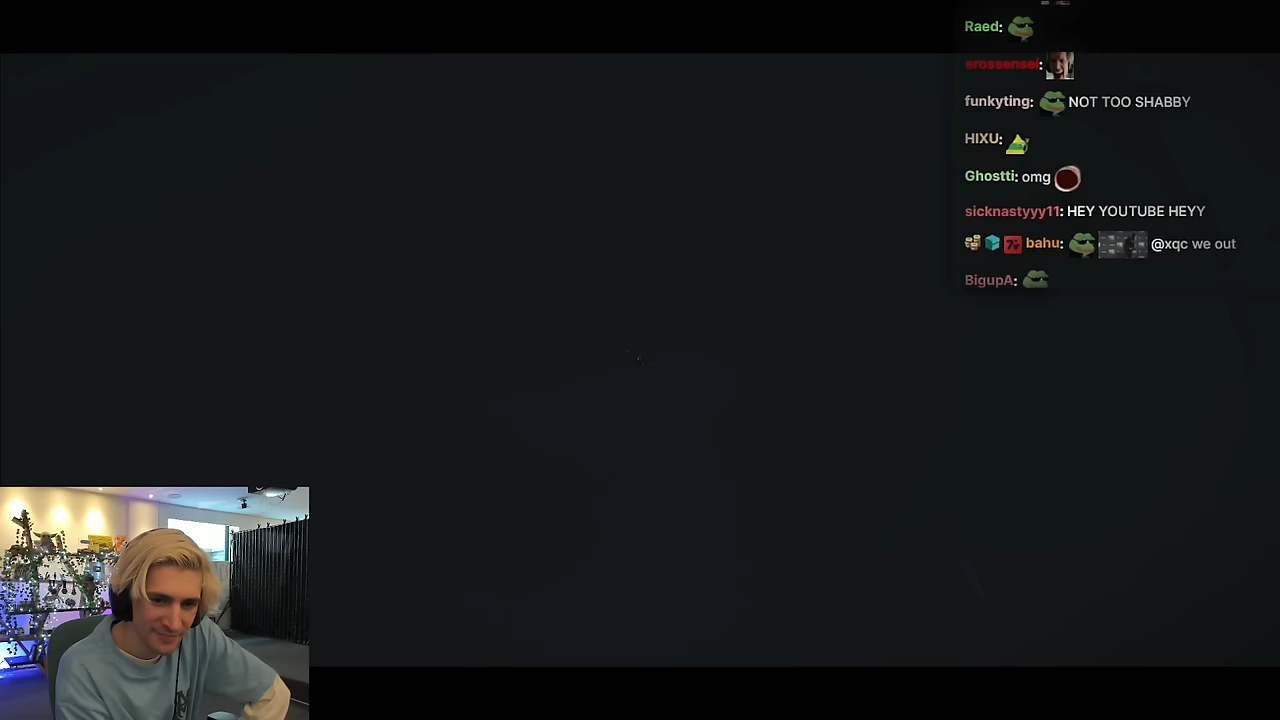 Raed:
funkyting: NOT TOO SHABBY
HIXU:
Ghostti: omg
sicknastyyy11: HEY YOUTUBE HEYY
bahu: @xqc we out
BigupA: